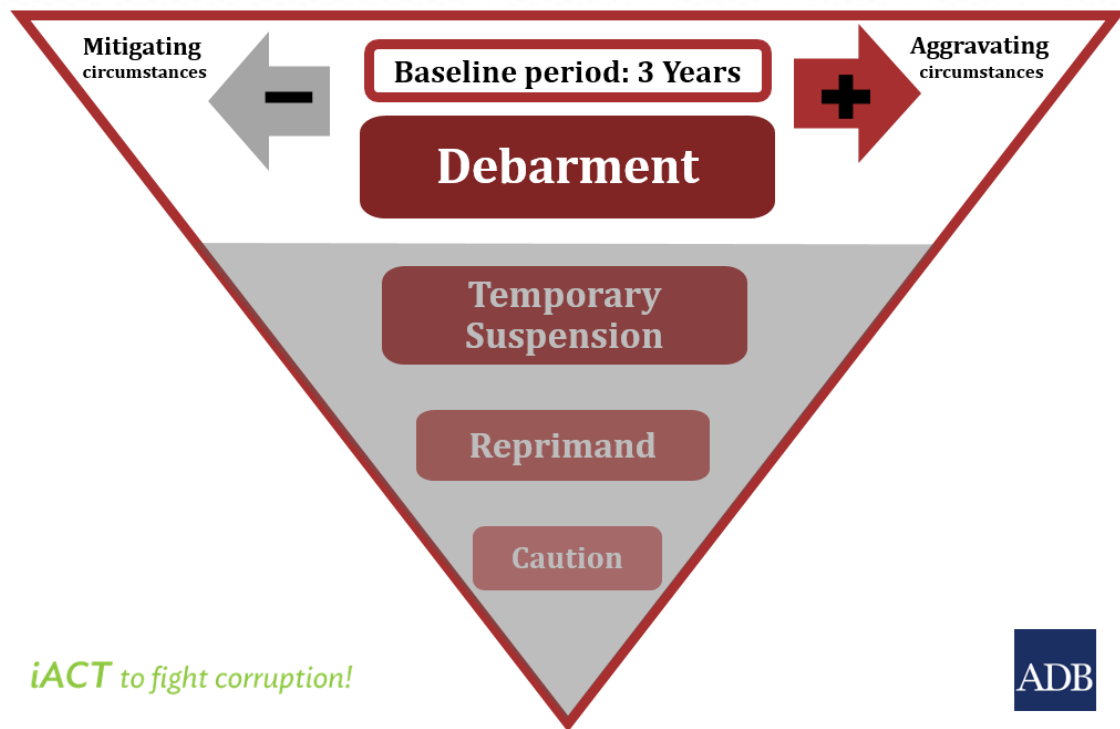 Mitigating
circumstances
−
Baseline period: 3 Years
+
Aggravating
circumstances
Debarment
Temporary
Suspension
Reprimand
Caution
iACT to fight corruption!
ADB